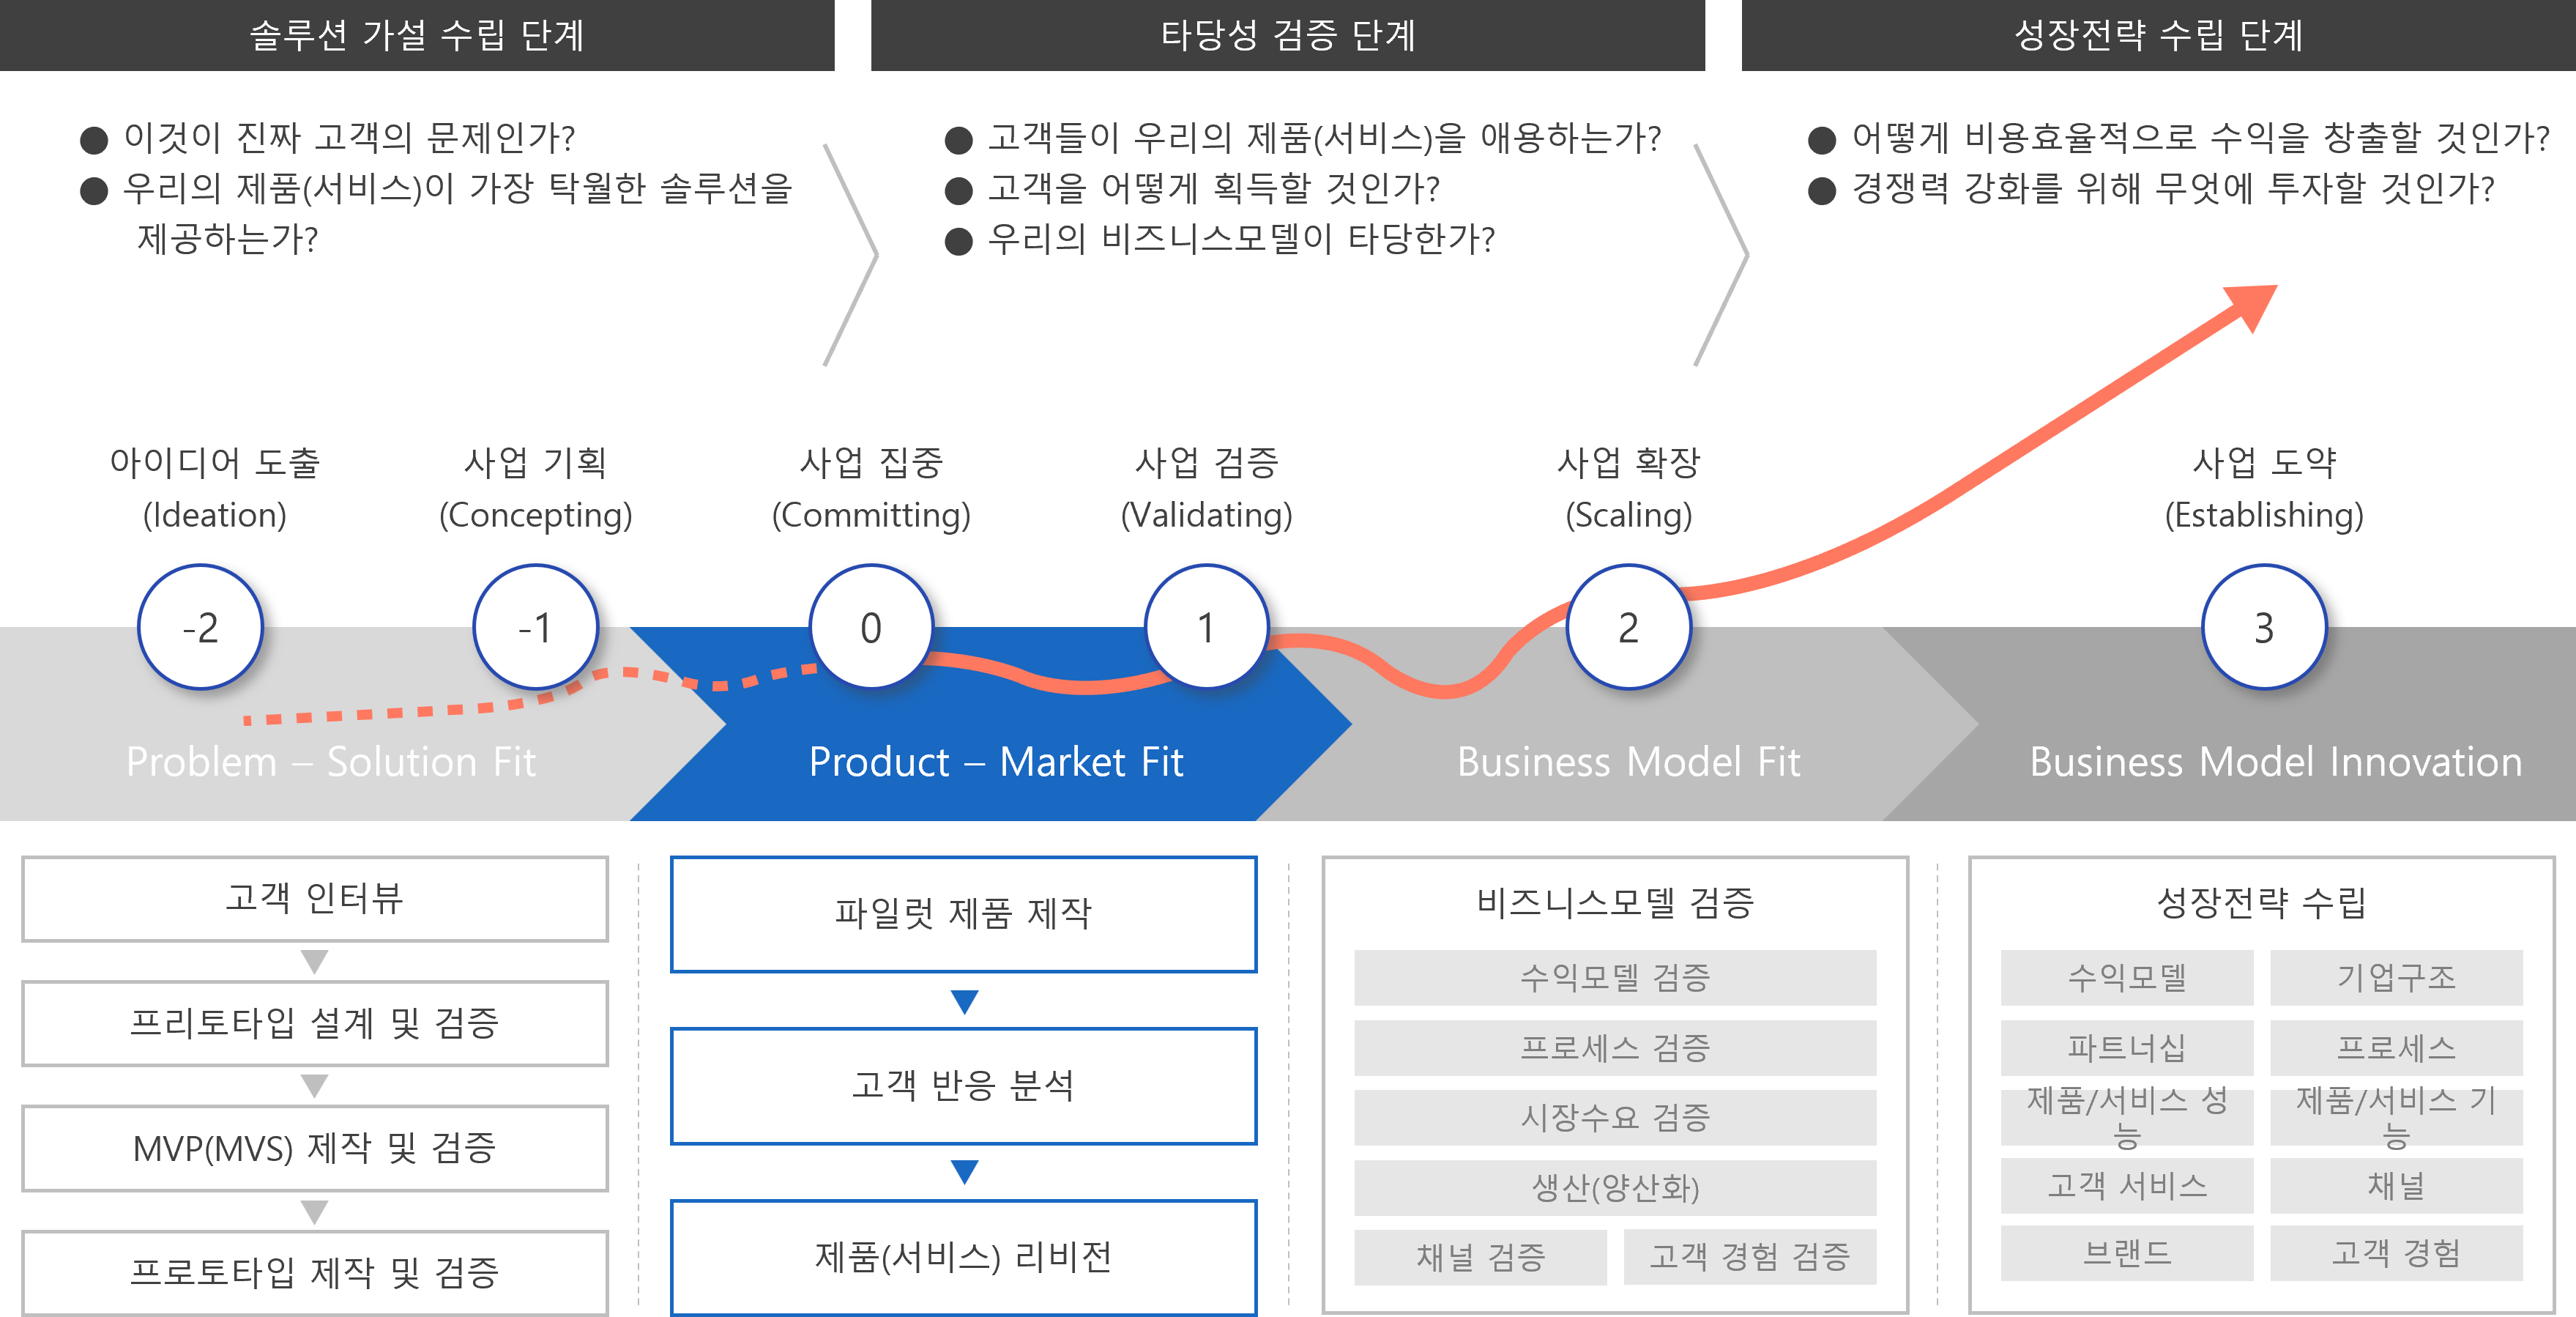 솔루션 가설 수립 단계
타당성 검증 단계
성장전략 수립 단계
● 이것이 진짜 고객의 문제인가?
● 우리의 제품(서비스)이 가장 탁월한 솔루션을
제공하는가?
● 고객들이 우리의 제품(서비스)을 애용하는가?
● 고객을 어떻게 획득할 것인가?
● 우리의 비즈니스모델이 타당한가?
● 어떻게 비용효율적으로 수익을 창출할 것인가?
● 경쟁력 강화를 위해 무엇에 투자할 것인가?
아이디어 도출
(Ideation)
사업 기획
(Concepting)
사업 집중
(Committing)
사업 검증
(Validating)
사업 확장
(Scaling)
사업 도약
(Establishing)
-2
-1
0
1
2
3
Problem – Solution Fit
Product – Market Fit
Business Model Fit
Business Model Innovation
고객 인터뷰
프리토타입 설계 및 검증
MVP(MVS) 제작 및 검증
프로토타입 제작 및 검증
파일럿 제품 제작
고객 반응 분석
제품(서비스) 리비전
비즈니스모델 검증
수익모델 검증
프로세스 검증
시장수요 검증
생산(양산화)
채널 검증
고객 경험 검증
성장전략 수립
수익모델
기업구조
파트너십
프로세스
제품/서비스 성
능
제품/서비스 기
능
고객 서비스
채널
브랜드
고객 경험